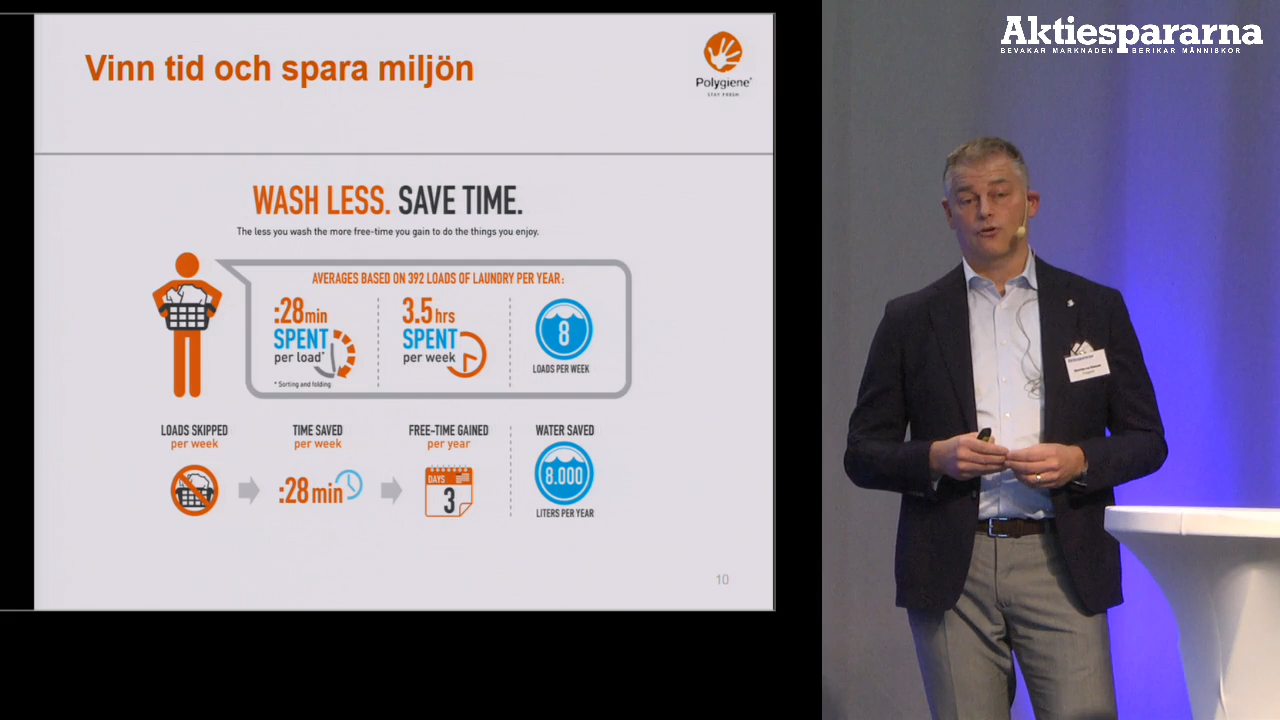 Vinn tid och spara miljön
Polygiene®
STAY FRESH
WASH LESS. SAVE TIME.
The less you wash the more free-time you gain to do the things you enjoy.
AVERAGES BASED ON 392 LOADS OF LAUNDRY PER YEAR:
:28min
SPENT
per load*
* Sorting and folding
3.5hrs
SPENT
per week
8
LOADS PER WEEK
LOADS SKIPPED
per week
TIME SAVED
per week
:28min
FREE-TIME GAINED
per year
DAYS
3
WATER SAVED
8.000
LITERS PER YEAR
10
Aktiespararna
BEVAKAR MARKNADEN BERIKAR MÄNNISKOR